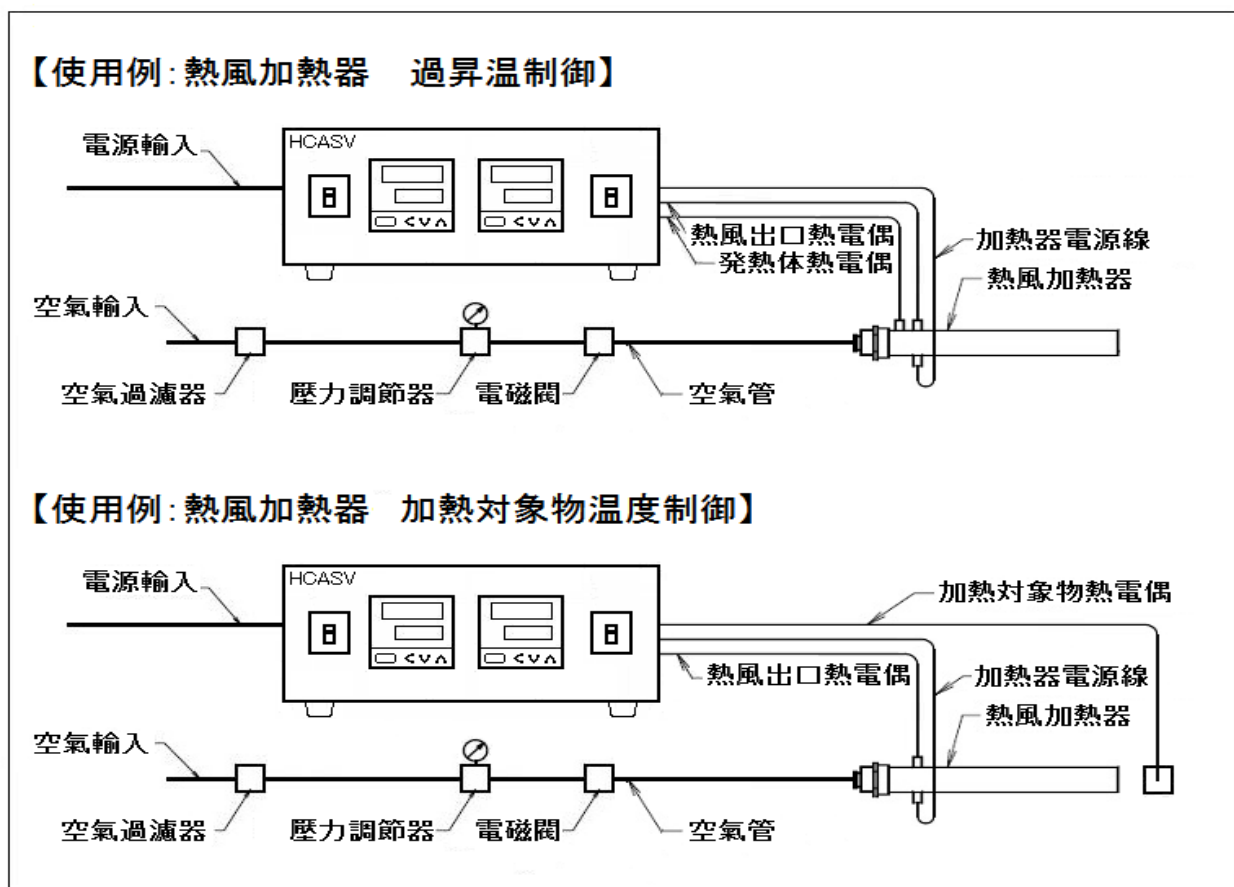 【使用例:熱風加熱器　過昇温制御】
電源輸入
HCASV
熱風出口熱電偶
発熱体熱電偶
加熱器電源線
熱風加熱器
空氣輸入
空氣過濾器
壓力調節器
電磁閥
空氣管
【使用例:熱風加熱器　加熱対象物温度制御】
電源輸入
HCASV
加熱対象物熱電偶
熱風出口熱電偶
加熱器電源線
熱風加熱器
空氣輸入
空氣過濾器
壓力調節器
電磁閥
空氣管